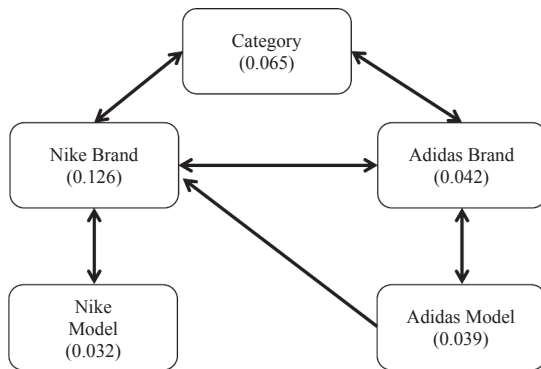 Category
(0.065)
Nike Brand
(0.126)
Adidas Brand
(0.042)
Nike
Model
(0.032)
Adidas Model
(0.039)